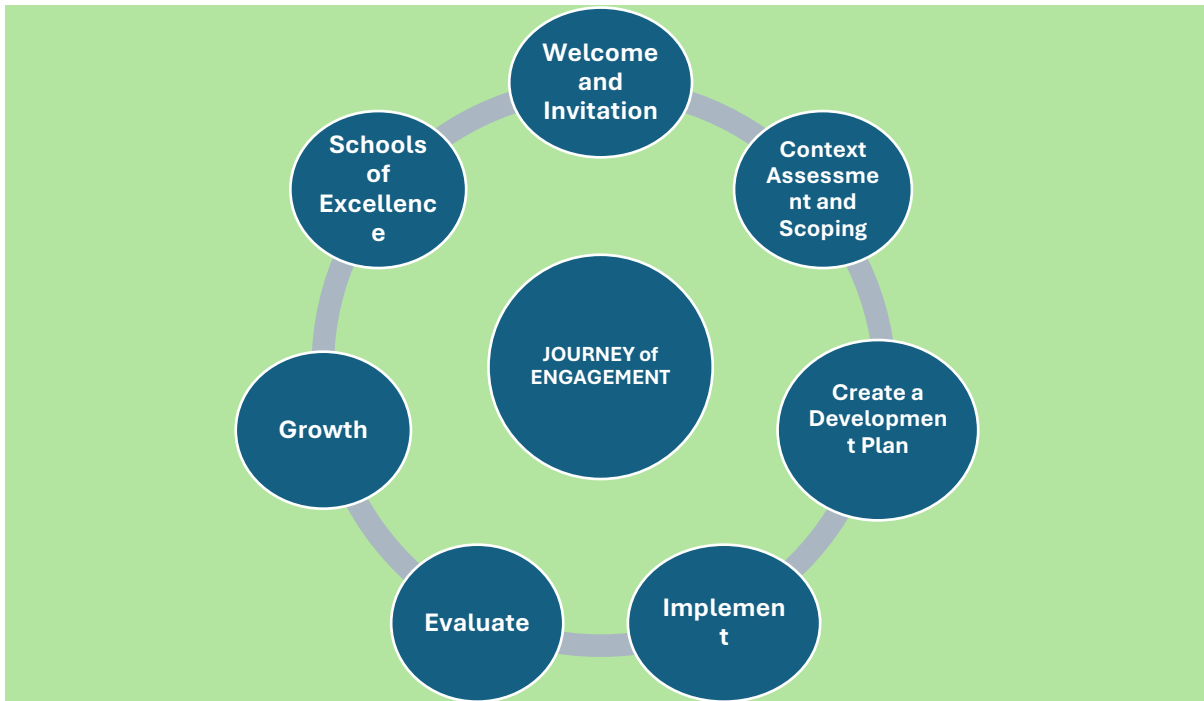 Welcome
and
Invitation
Context
Assessme
nt and
Scoping
Create a
Developmen
t Plan
Implemen
t
Evaluate
Growth
Schools
of
Excellenc
e
JOURNEY of
ENGAGEMENT